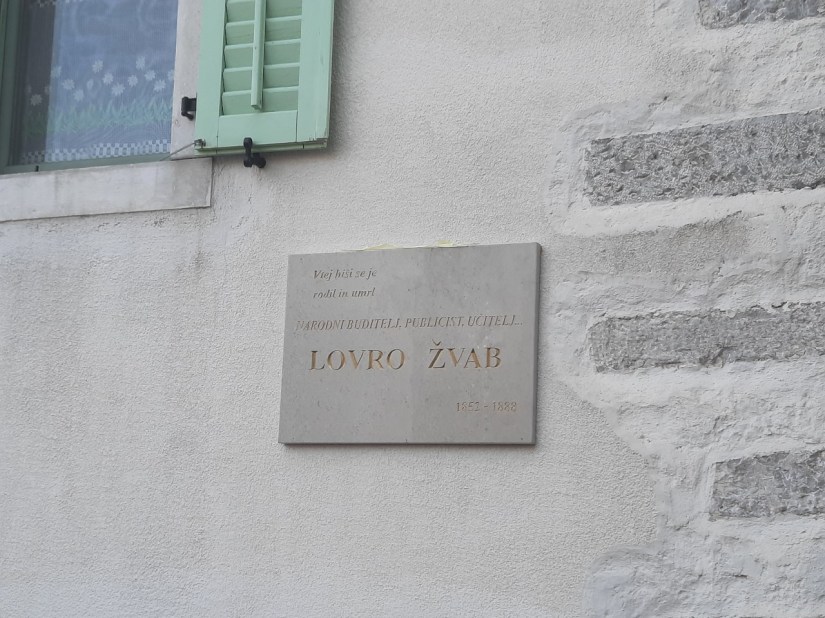 V tej hiši se je
rodil in umrl
NARODNI BUDITELJ, PUBLICIST, UČITELJ...
LOVRO ŽVAB
1852 - 1888